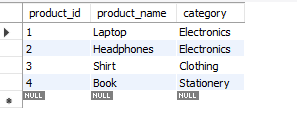 product_id product_name category
1 Laptop Electronics
2 Headphones Electronics
3 Shirt Clothing
4 Book Stationery
NULL NULL NULL